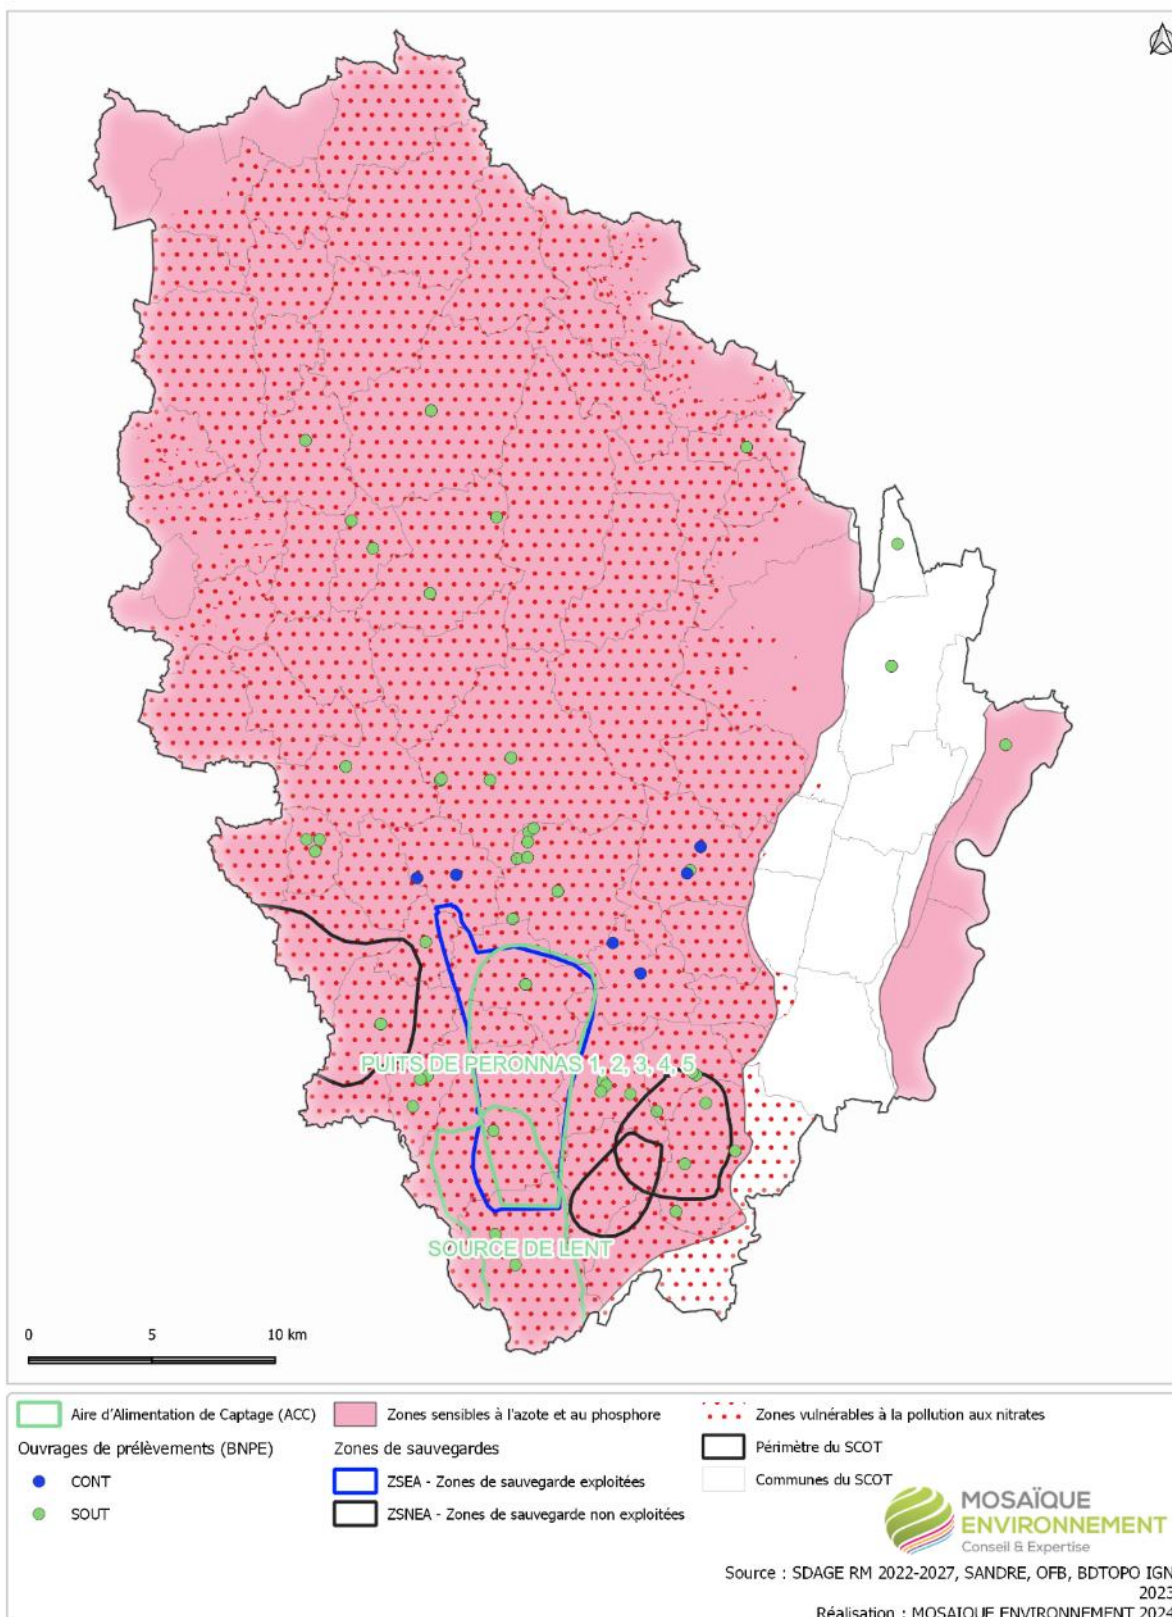 PUITS DE PERONNAS 1, 2, 3, 4, 5
SOURCE DE LENT
0 5 10 km
Aire d'Alimentation de Captage (ACC)
Ouvrages de prélèvements (BNPE)
CONT
SOUT
Zones sensibles à l'azote et au phosphore
Zones de sauvegardes
ZSEA - Zones de sauvegarde exploitées
ZSNEA - Zones de sauvegarde non exploitées
Zones vulnérables à la pollution aux nitrates
Périmètre du SCOT
Communes du SCOT
MOSAÏQUE
ENVIRONNEMENT
Conseil & Expertise
Source : SDAGE RM 2022-2027, SANDRE, OFB, BDTOPO IGN
2023
Réalisation : MOSAIQUE ENVIRONNEMENT 2024